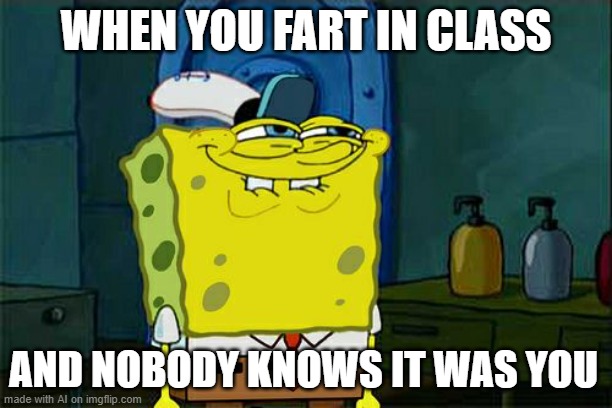 WHEN YOU FART IN CLASS
AND NOBODY KNOWS IT WAS YOU
made with AI on imgflip.com